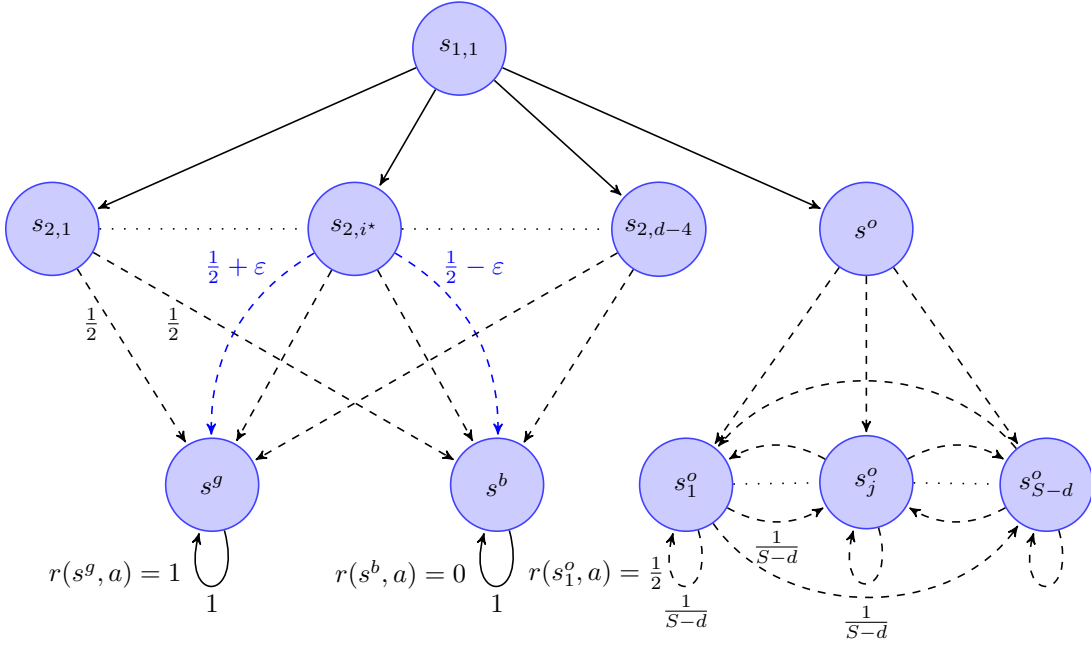 s_{1,1}
s_{2,1}
s_{2,i^⋆}
s_{2,d−4}
s^o
1/2 + ε
1/2 − ε
1/2
1/2
s^g
s^b
s^o_1
s^o_j
s^o_{S−d}
1/(S−d)
r(s^g, a) = 1
r(s^b, a) = 0
r(s^o_1, a) = 1/2
1
1
1/(S−d)
1/(S−d)